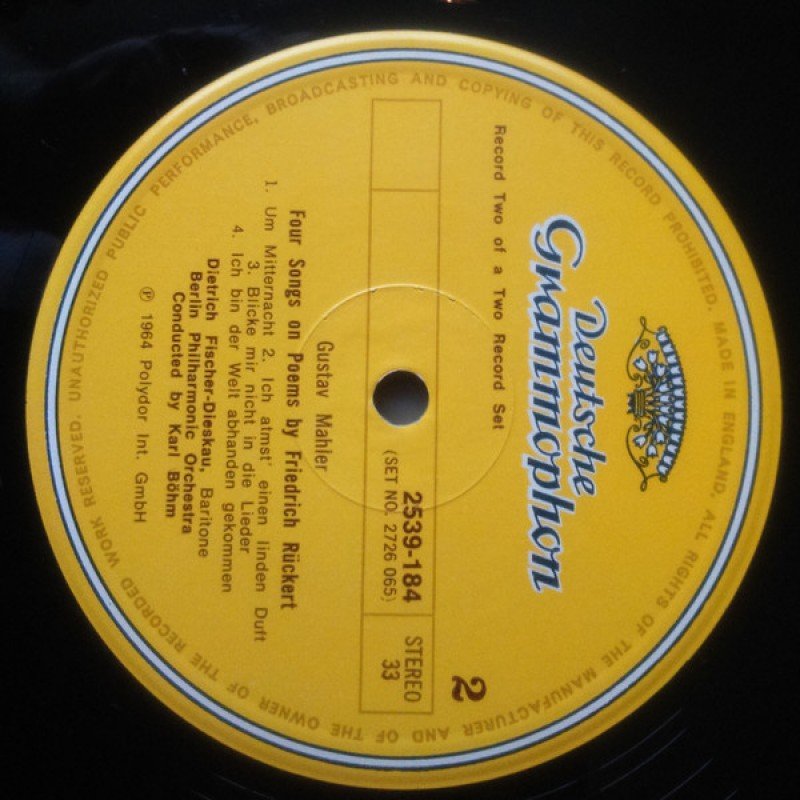 Deutsche
Grammophon
Record Two of a Two Record Set
2
2539-184
(SET NO. 2726 065)
STEREO
33
Gustav Mahler
Four Songs on Poems by Friedrich Rückert
1. Um Mitternacht 2. Ich atmst' einen linden Duft
3. Blicke mir nicht in die Lieder
4. Ich bin der Welt abhanden gekommen
Dietrich Fischer-Dieskau, Baritone
Berlin Philharmonic Orchestra
Conducted by Karl Böhm
℗ 1964 Polydor Int. GmbH
MADE IN ENGLAND. ALL RIGHTS OF THE MANUFACTURER AND OF THE OWNER OF THE RECORDED WORK RESERVED. UNAUTHORIZED PUBLIC PERFORMANCE, BROADCASTING AND COPYING OF THIS RECORD PROHIBITED.